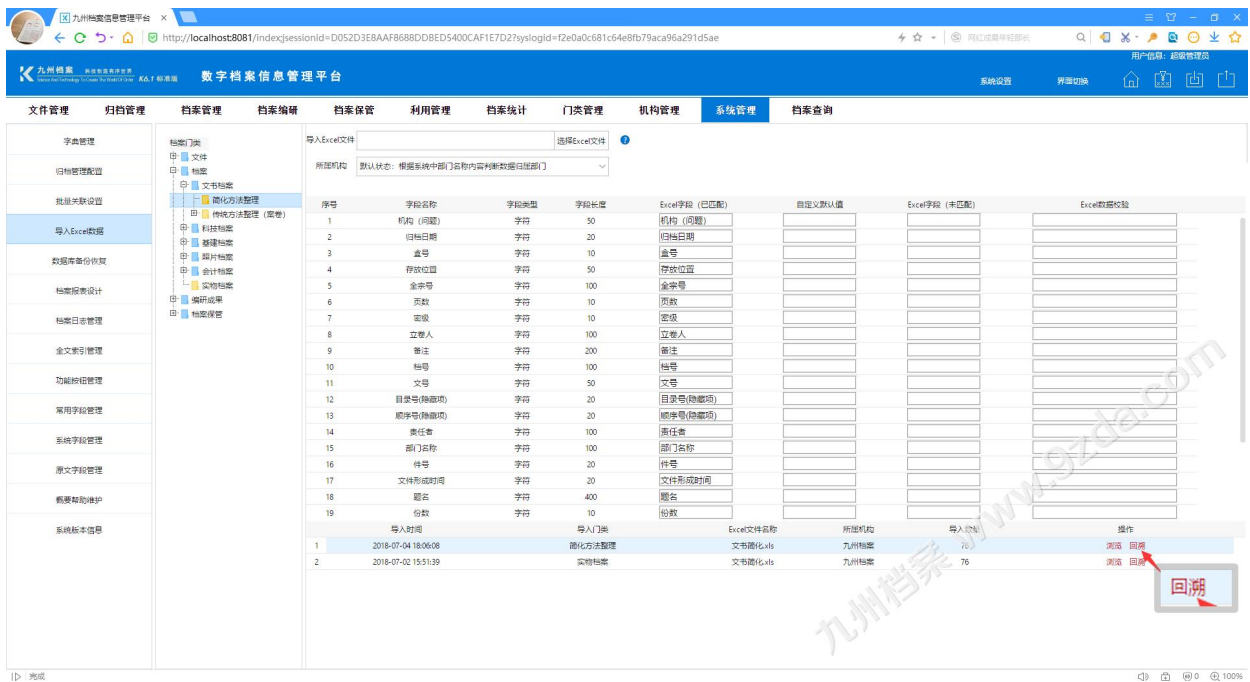 九州档案信息管理平台
http://localhost:8081/index;jsessionid=D052D3E8AAF8688DDBED5400CAF1E7D2?syslogid=f2e0a0c681c64e8fb79aca96a291d5ae
网红成最年轻部长
用户信息：超级管理员
九州档案 科技创造有序世界 K6.1 标准版 数字档案信息管理平台 系统设置 界面切换
文件管理 归档管理 档案管理 档案编研 档案保管 利用管理 档案统计 门类管理 机构管理 系统管理 档案查询
字典管理
归档管理配置
批量关联设置
导入Excel数据
数据库备份恢复
档案报表设计
档案日志管理
全文索引管理
功能按钮管理
常用字段管理
系统字段管理
原文字段管理
概要帮助维护
系统版本信息
档案门类
文件
档案
文书档案
简化方法整理
传统方法整理（案卷）
科技档案
基建档案
照片档案
会计档案
实物档案
编研成果
档案保管
导入Excel文件 选择Excel文件
所属机构 默认状态：根据系统中部门名称内容判断数据归属部门
序号 字段名称 字段类型 字段长度 Excel字段（已匹配） 自定义默认值 Excel字段（未匹配） Excel数据校验
1 机构（问题） 字符 50 机构（问题）
2 归档日期 字符 20 归档日期
3 盒号 字符 10 盒号
4 存放位置 字符 50 存放位置
5 全宗号 字符 100 全宗号
6 页数 字符 10 页数
7 密级 字符 10 密级
8 立卷人 字符 100 立卷人
9 备注 字符 200 备注
10 档号 字符 100 档号
11 文号 字符 50 文号
12 目录号(隐藏项) 字符 20 目录号(隐藏项)
13 顺序号(隐藏项) 字符 20 顺序号(隐藏项)
14 责任者 字符 100 责任者
15 部门名称 字符 100 部门名称
16 件号 字符 20 件号
17 文件形成时间 字符 20 文件形成时间
18 题名 字符 400 题名
19 份数 字符 10 份数
导入时间 导入门类 Excel文件名称 所属机构 导入数量 操作
1 2018-07-04 18:06:08 简化方法整理 文书简化.xls 九州档案 76 浏览 回溯
2 2018-07-02 15:51:39 实物档案 文书简化.xls 九州档案 76 浏览 回溯
回溯
九州档案 www.9zda.com
完成 0 100%